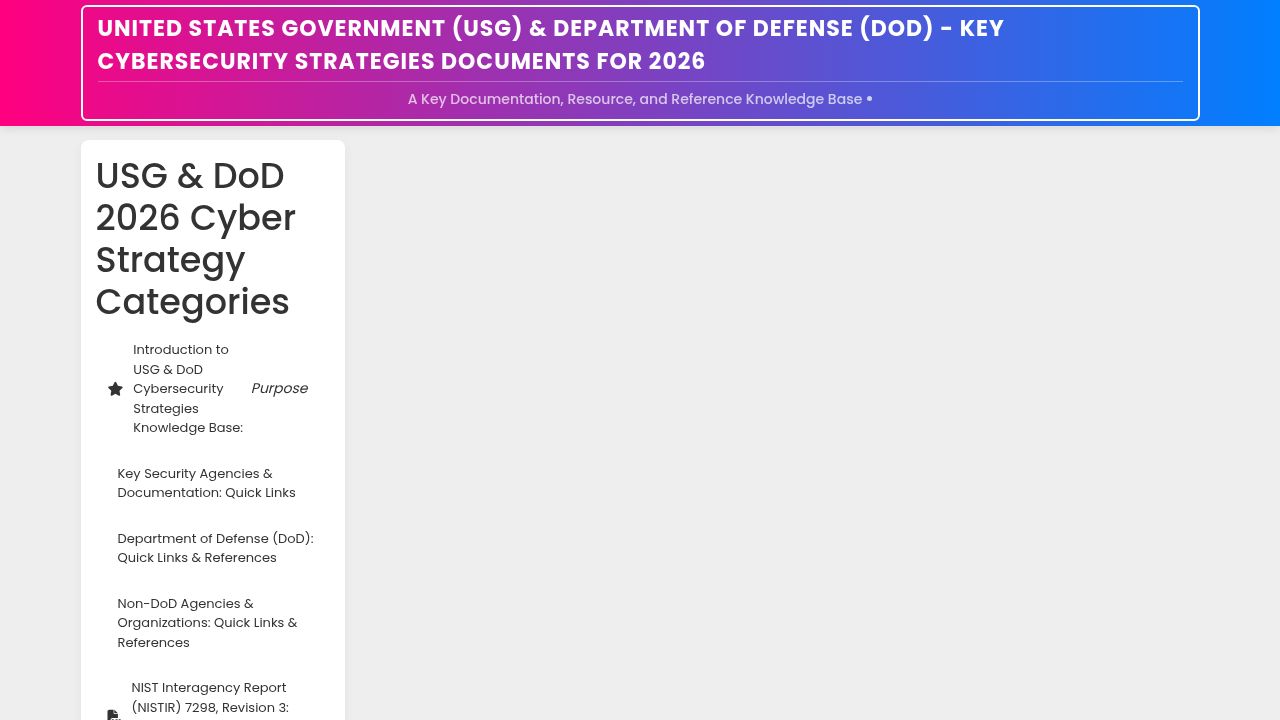 UNITED STATES GOVERNMENT (USG) & DEPARTMENT OF DEFENSE (DOD) - KEY
CYBERSECURITY STRATEGIES DOCUMENTS FOR 2026
A Key Documentation, Resource, and Reference Knowledge Base •
USG & DoD
2026 Cyber
Strategy
Categories
Introduction to
USG & DoD
Cybersecurity
Strategies
Knowledge Base:
Purpose
Key Security Agencies &
Documentation: Quick Links
Department of Defense (DoD):
Quick Links & References
Non-DoD Agencies &
Organizations: Quick Links &
References
NIST Interagency Report
(NISTIR) 7298, Revision 3: